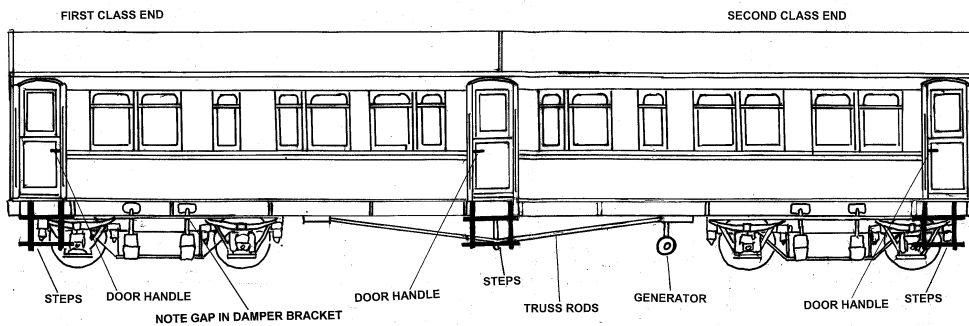 FIRST CLASS END
SECOND CLASS END
STEPS
DOOR HANDLE
NOTE GAP IN DAMPER BRACKET
DOOR HANDLE
STEPS
TRUSS RODS
GENERATOR
DOOR HANDLE
STEPS